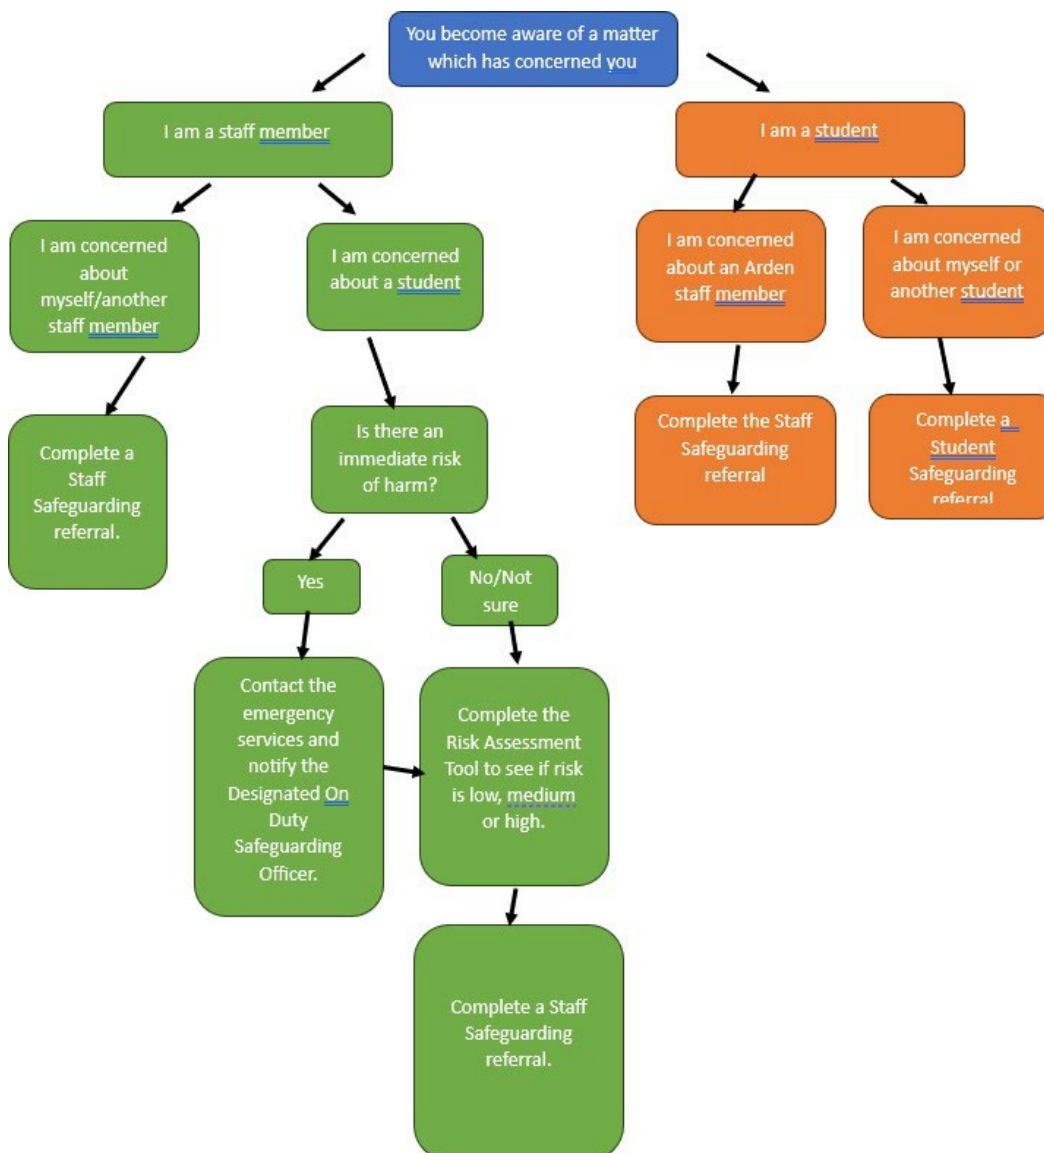 You become aware of a matter
which has concerned you
I am a staff member
I am a student
I am concerned
about
myself/another
staff member
I am concerned
about a student
I am concerned
about an Arden
staff member
I am concerned
about myself or
another student
Complete a
Staff
Safeguarding
referral.
Is there an
immediate risk
of harm?
Complete the Staff
Safeguarding
referral
Complete a
Student
Safeguarding
referral
Yes
No/Not
sure
Contact the
emergency
services and
notify the
Designated On
Duty
Safeguarding
Officer.
Complete the
Risk Assessment
Tool to see if risk
is low, medium
or high.
Complete a Staff
Safeguarding
referral.